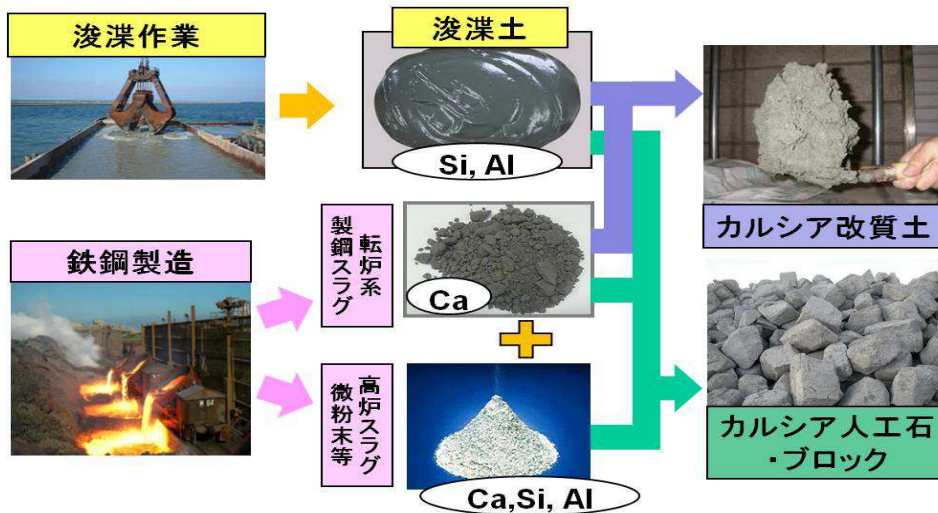 浚渫作業
浚渫土
Si, Al
鉄鋼製造
転炉系
製鋼スラグ
Ca
高炉スラグ
微粉末等
Ca,Si, Al
カルシア改質土
カルシア人工石
・ブロック